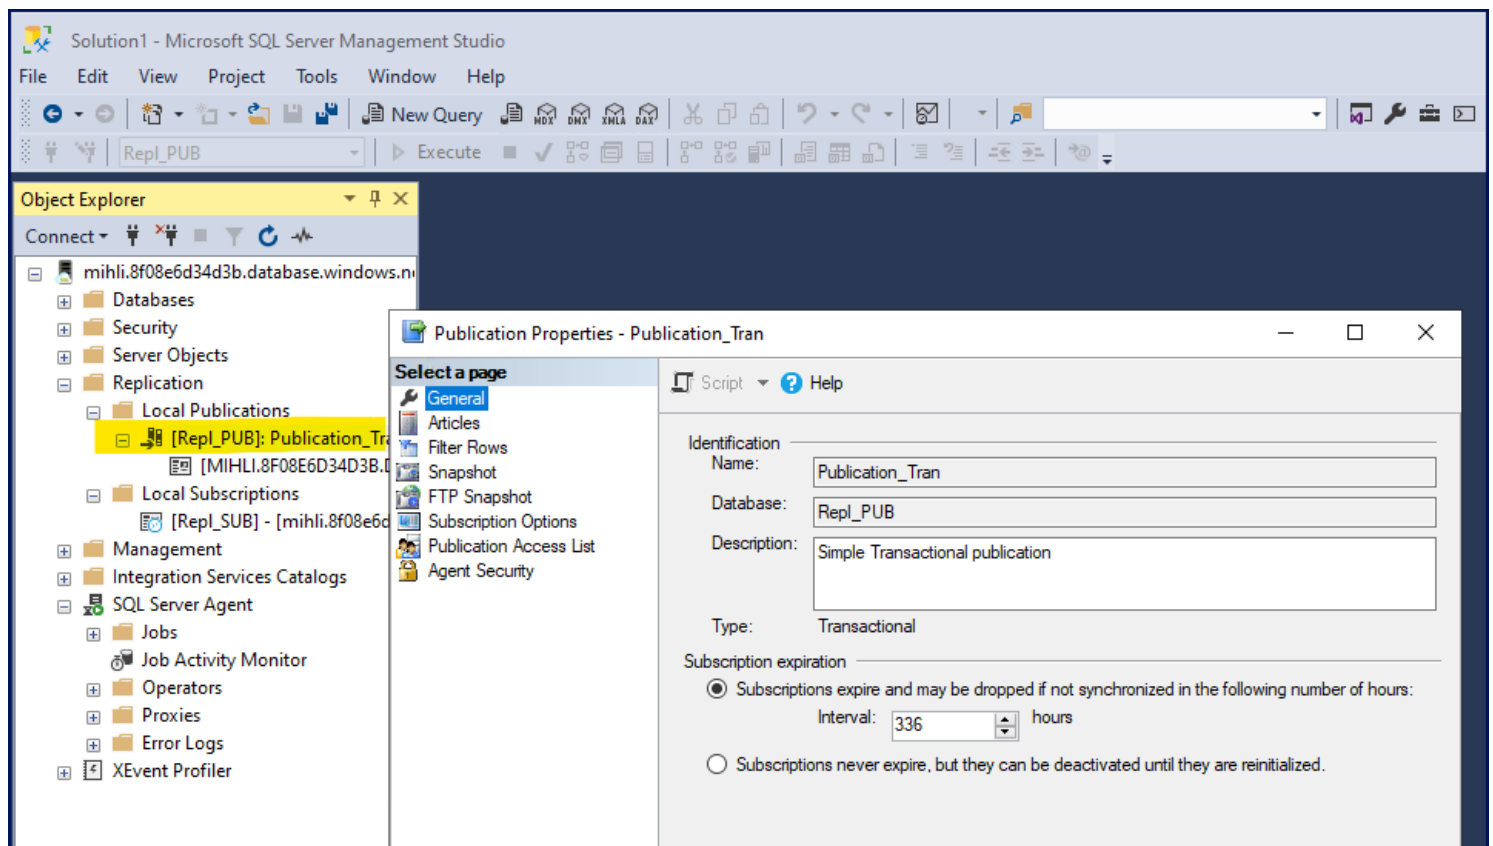 Solution1 - Microsoft SQL Server Management Studio
File Edit View Project Tools Window Help
New Query MDX DMX XMLA DAX
Repl_PUB Execute
Object Explorer
Connect
mihli.8f08e6d34d3b.database.windows.n
Databases
Security
Server Objects
Replication
Local Publications
[Repl_PUB]: Publication_Tra
[MIHLI.8F08E6D34D3B.D
Local Subscriptions
[Repl_SUB] - [mihli.8f08e6d
Management
Integration Services Catalogs
SQL Server Agent
Jobs
Job Activity Monitor
Operators
Proxies
Error Logs
XEvent Profiler
Publication Properties - Publication_Tran
Select a page
General
Articles
Filter Rows
Snapshot
FTP Snapshot
Subscription Options
Publication Access List
Agent Security
Script Help
Identification
Name: Publication_Tran
Database: Repl_PUB
Description: Simple Transactional publication
Type: Transactional
Subscription expiration
Subscriptions expire and may be dropped if not synchronized in the following number of hours:
Interval: 336 hours
Subscriptions never expire, but they can be deactivated until they are reinitialized.